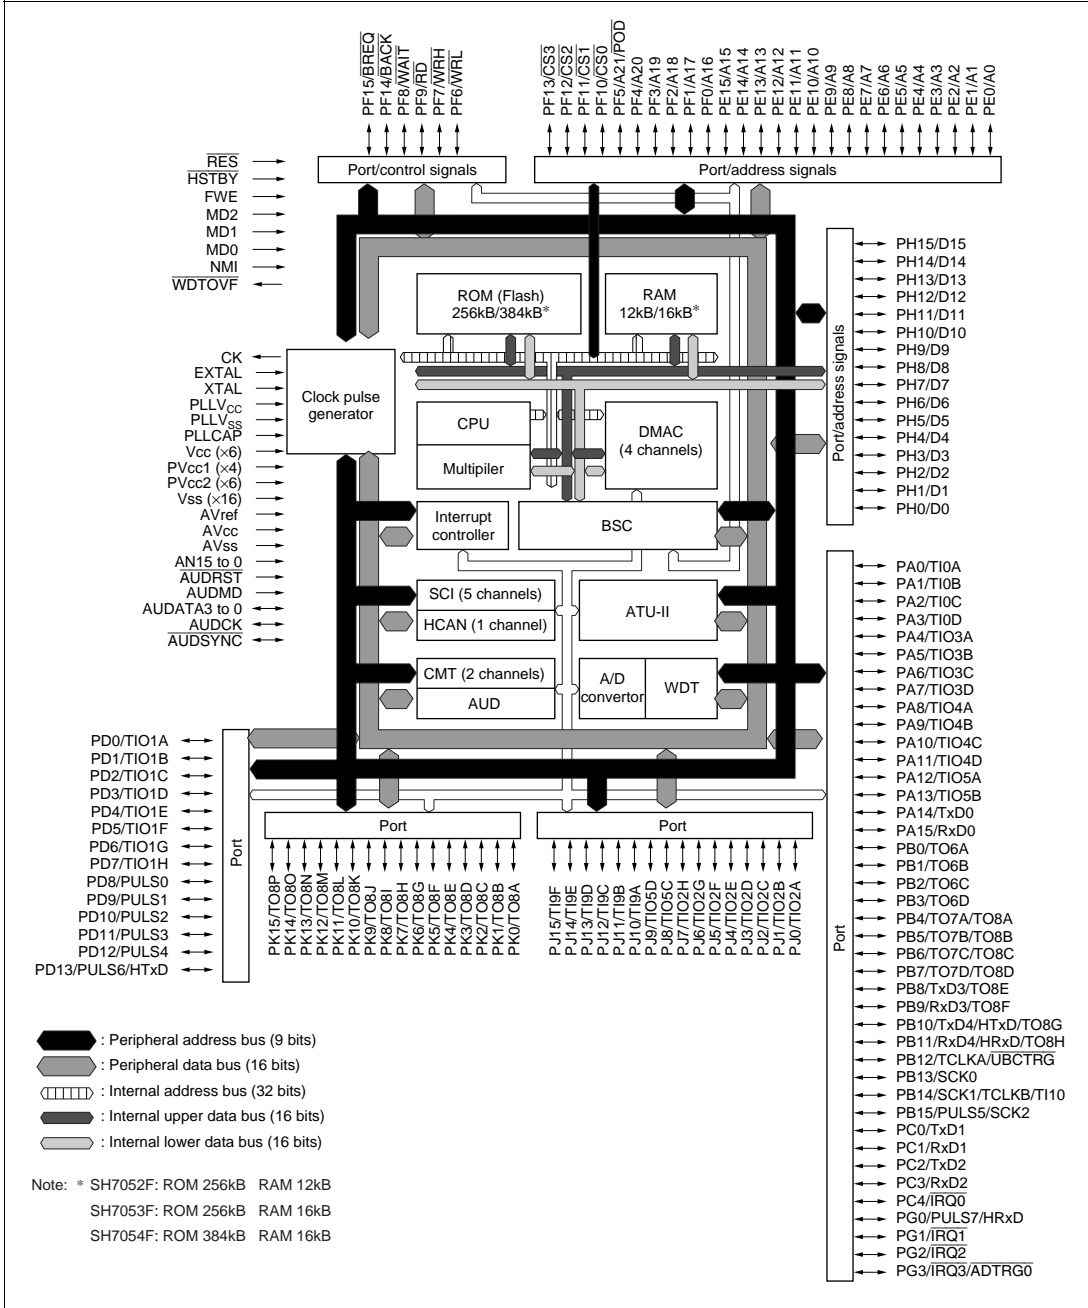 PF15/BREQ
PF14/BACK
PF8/WAIT
PF9/RD
PF7/WRH
PF6/WRL
PF13/CS3
PF12/CS2
PF11/CS1
PF10/CS0
PF5/A21/POD
PF4/A20
PF3/A19
PF2/A18
PF1/A17
PF0/A16
PE15/A15
PE14/A14
PE13/A13
PE12/A12
PE11/A11
PE10/A10
PE9/A9
PE8/A8
PE7/A7
PE6/A6
PE5/A5
PE4/A4
PE3/A3
PE2/A2
PE1/A1
PE0/A0
Port/control signals
Port/address signals
RES
HSTBY
FWE
MD2
MD1
MD0
NMI
WDTOVF
CK
EXTAL
XTAL
PLLVCC
PLLVSS
PLLCAP
Vcc (×6)
PVcc1 (×4)
PVcc2 (×6)
Vss (×16)
AVref
AVcc
AVss
AN15 to 0
AUDRST
AUDMD
AUDATA3 to 0
AUDCK
AUDSYNC
ROM (Flash)
256kB/384kB*
RAM
12kB/16kB*
Clock pulse
generator
CPU
Multipiler
DMAC
(4 channels)
Interrupt
controller
BSC
SCI (5 channels)
HCAN (1 channel)
ATU-II
CMT (2 channels)
AUD
A/D
convertor
WDT
Port/address signals
PH15/D15
PH14/D14
PH13/D13
PH12/D12
PH11/D11
PH10/D10
PH9/D9
PH8/D8
PH7/D7
PH6/D6
PH5/D5
PH4/D4
PH3/D3
PH2/D2
PH1/D1
PH0/D0
Port
PA0/TI0A
PA1/TI0B
PA2/TI0C
PA3/TI0D
PA4/TIO3A
PA5/TIO3B
PA6/TIO3C
PA7/TIO3D
PA8/TIO4A
PA9/TIO4B
PA10/TIO4C
PA11/TIO4D
PA12/TIO5A
PA13/TIO5B
PA14/TxD0
PA15/RxD0
PB0/TO6A
PB1/TO6B
PB2/TO6C
PB3/TO6D
PB4/TO7A/TO8A
PB5/TO7B/TO8B
PB6/TO7C/TO8C
PB7/TO7D/TO8D
PB8/TxD3/TO8E
PB9/RxD3/TO8F
PB10/TxD4/HTxD/TO8G
PB11/RxD4/HRxD/TO8H
PB12/TCLKA/UBCTRG
PB13/SCK0
PB14/SCK1/TCLKB/TI10
PB15/PULS5/SCK2
PC0/TxD1
PC1/RxD1
PC2/TxD2
PC3/RxD2
PC4/IRQ0
PG0/PULS7/HRxD
PG1/IRQ1
PG2/IRQ2
PG3/IRQ3/ADTRG0
PD0/TIO1A
PD1/TIO1B
PD2/TIO1C
PD3/TIO1D
PD4/TIO1E
PD5/TIO1F
PD6/TIO1G
PD7/TIO1H
PD8/PULS0
PD9/PULS1
PD10/PULS2
PD11/PULS3
PD12/PULS4
PD13/PULS6/HTxD
Port
Port
PK15/TO8P
PK14/TO8O
PK13/TO8N
PK12/TO8M
PK11/TO8L
PK10/TO8K
PK9/TO8J
PK8/TO8I
PK7/TO8H
PK6/TO8G
PK5/TO8F
PK4/TO8E
PK3/TO8D
PK2/TO8C
PK1/TO8B
PK0/TO8A
Port
PJ15/TI9F
PJ14/TI9E
PJ13/TI9D
PJ12/TI9C
PJ11/TI9B
PJ10/TI9A
PJ9/TIO5D
PJ8/TIO5C
PJ7/TIO2H
PJ6/TIO2G
PJ5/TIO2F
PJ4/TIO2E
PJ3/TIO2D
PJ2/TIO2C
PJ1/TIO2B
PJ0/TIO2A
: Peripheral address bus (9 bits)
: Peripheral data bus (16 bits)
: Internal address bus (32 bits)
: Internal upper data bus (16 bits)
: Internal lower data bus (16 bits)
Note: * SH7052F: ROM 256kB RAM 12kB
SH7053F: ROM 256kB RAM 16kB
SH7054F: ROM 384kB RAM 16kB